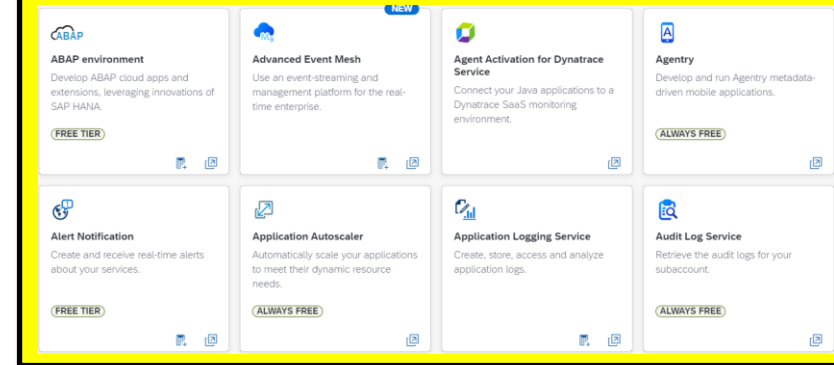 NEW
ABAP
ABAP environment
Develop ABAP cloud apps and
extensions, leveraging innovations of
SAP HANA.
FREE TIER
Advanced Event Mesh
Use an event-streaming and
management platform for the real-
time enterprise.
Agent Activation for Dynatrace
Service
Connect your Java applications to a
Dynatrace SaaS monitoring
environment.
A
Agentry
Develop and run Agentry metadata-
driven mobile applications.
ALWAYS FREE
Alert Notification
Create and receive real-time alerts
about your services.
FREE TIER
Application Autoscaler
Automatically scale your applications
to meet their dynamic resource
needs.
ALWAYS FREE
Application Logging Service
Create, store, access and analyze
application logs.
Audit Log Service
Retrieve the audit logs for your
subaccount.
ALWAYS FREE